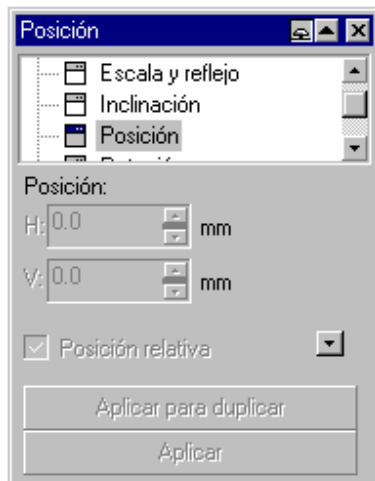 Posición
Escala y reflejo
Inclinación
Posición
Posición:
H: 0.0 mm
V: 0.0 mm
Posición relativa
Aplicar para duplicar
Aplicar